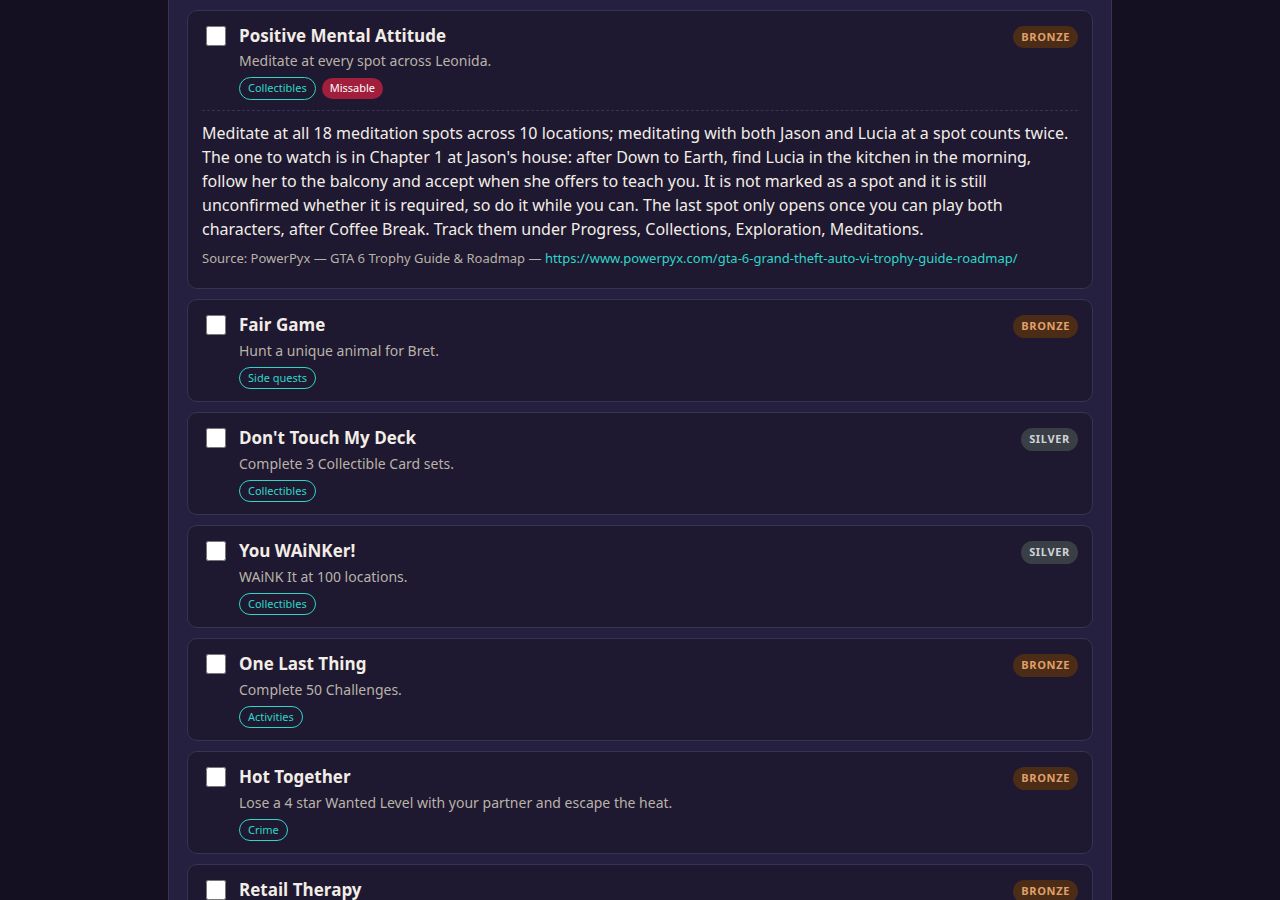 Positive Mental Attitude
BRONZE
Meditate at every spot across Leonida.
Collectibles
Missable
Meditate at all 18 meditation spots across 10 locations; meditating with both Jason and Lucia at a spot counts twice.
The one to watch is in Chapter 1 at Jason's house: after Down to Earth, find Lucia in the kitchen in the morning,
follow her to the balcony and accept when she offers to teach you. It is not marked as a spot and it is still
unconfirmed whether it is required, so do it while you can. The last spot only opens once you can play both
characters, after Coffee Break. Track them under Progress, Collections, Exploration, Meditations.
Source: PowerPyx — GTA 6 Trophy Guide & Roadmap — https://www.powerpyx.com/gta-6-grand-theft-auto-vi-trophy-guide-roadmap/
Fair Game
BRONZE
Hunt a unique animal for Bret.
Side quests
Don't Touch My Deck
SILVER
Complete 3 Collectible Card sets.
Collectibles
You WAiNKer!
SILVER
WAiNK It at 100 locations.
Collectibles
One Last Thing
BRONZE
Complete 50 Challenges.
Activities
Hot Together
BRONZE
Lose a 4 star Wanted Level with your partner and escape the heat.
Crime
Retail Therapy
BRONZE